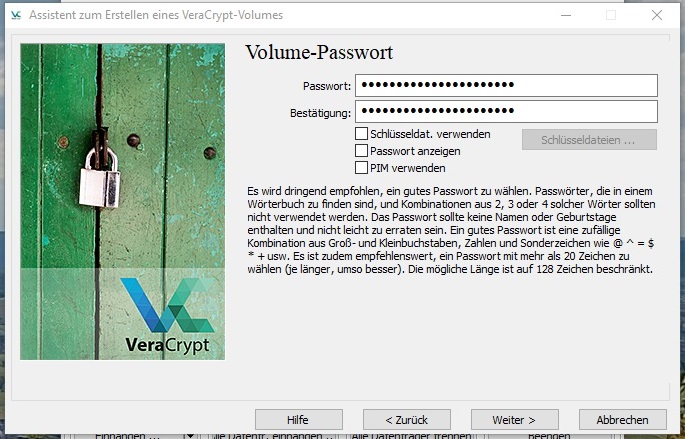 Assistent zum Erstellen eines VeraCrypt-Volumes
Volume-Passwort
Passwort: ●●●●●●●●●●●●●●●●●●●●●●
Bestätigung: ●●●●●●●●●●●●●●●●●●●●●●
Schlüsseldat. verwenden
Schlüsseldateien ...
Passwort anzeigen
PIM verwenden
Es wird dringend empfohlen, ein gutes Passwort zu wählen. Passwörter, die in einem
Wörterbuch zu finden sind, und Kombinationen aus 2, 3 oder 4 solcher Wörter sollten
nicht verwendet werden. Das Passwort sollte keine Namen oder Geburtstage
enthalten und nicht leicht zu erraten sein. Ein gutes Passwort ist eine zufällige
Kombination aus Groß- und Kleinbuchstaben, Zahlen und Sonderzeichen wie @ ^ = $
* + usw. Es ist zudem empfehlenswert, ein Passwort mit mehr als 20 Zeichen zu
wählen (je länger, umso besser). Die mögliche Länge ist auf 128 Zeichen beschränkt.
VeraCrypt
Hilfe
< Zurück
Weiter >
Abbrechen
Einhängen ...
Alle Datenträger trennen
Beenden